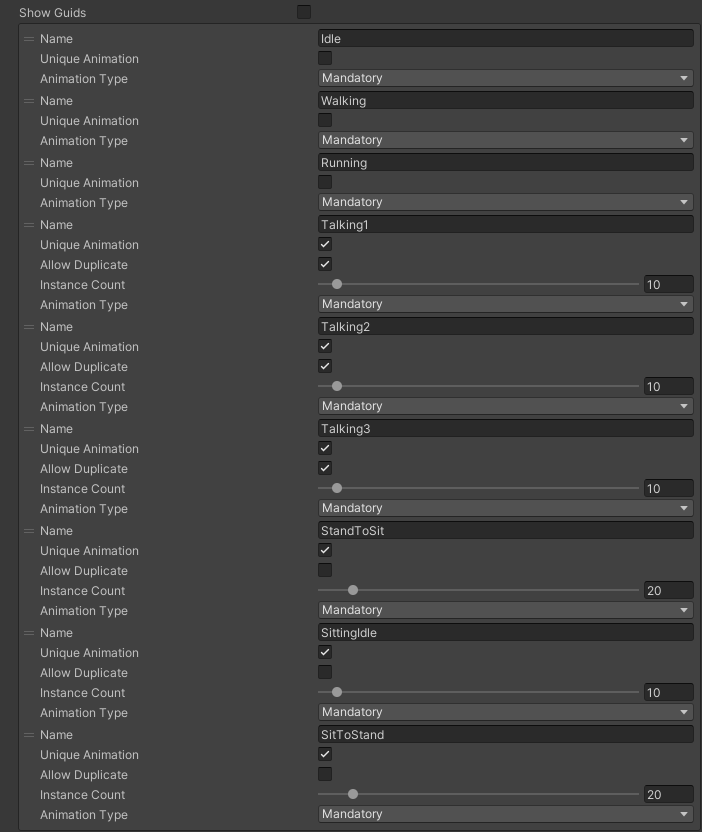 Show Guids
Name Idle
Unique Animation
Animation Type Mandatory
Name Walking
Unique Animation
Animation Type Mandatory
Name Running
Unique Animation
Animation Type Mandatory
Name Talking1
Unique Animation
Allow Duplicate
Instance Count 10
Animation Type Mandatory
Name Talking2
Unique Animation
Allow Duplicate
Instance Count 10
Animation Type Mandatory
Name Talking3
Unique Animation
Allow Duplicate
Instance Count 10
Animation Type Mandatory
Name StandToSit
Unique Animation
Allow Duplicate
Instance Count 20
Animation Type Mandatory
Name SittingIdle
Unique Animation
Allow Duplicate
Instance Count 10
Animation Type Mandatory
Name SitToStand
Unique Animation
Allow Duplicate
Instance Count 20
Animation Type Mandatory